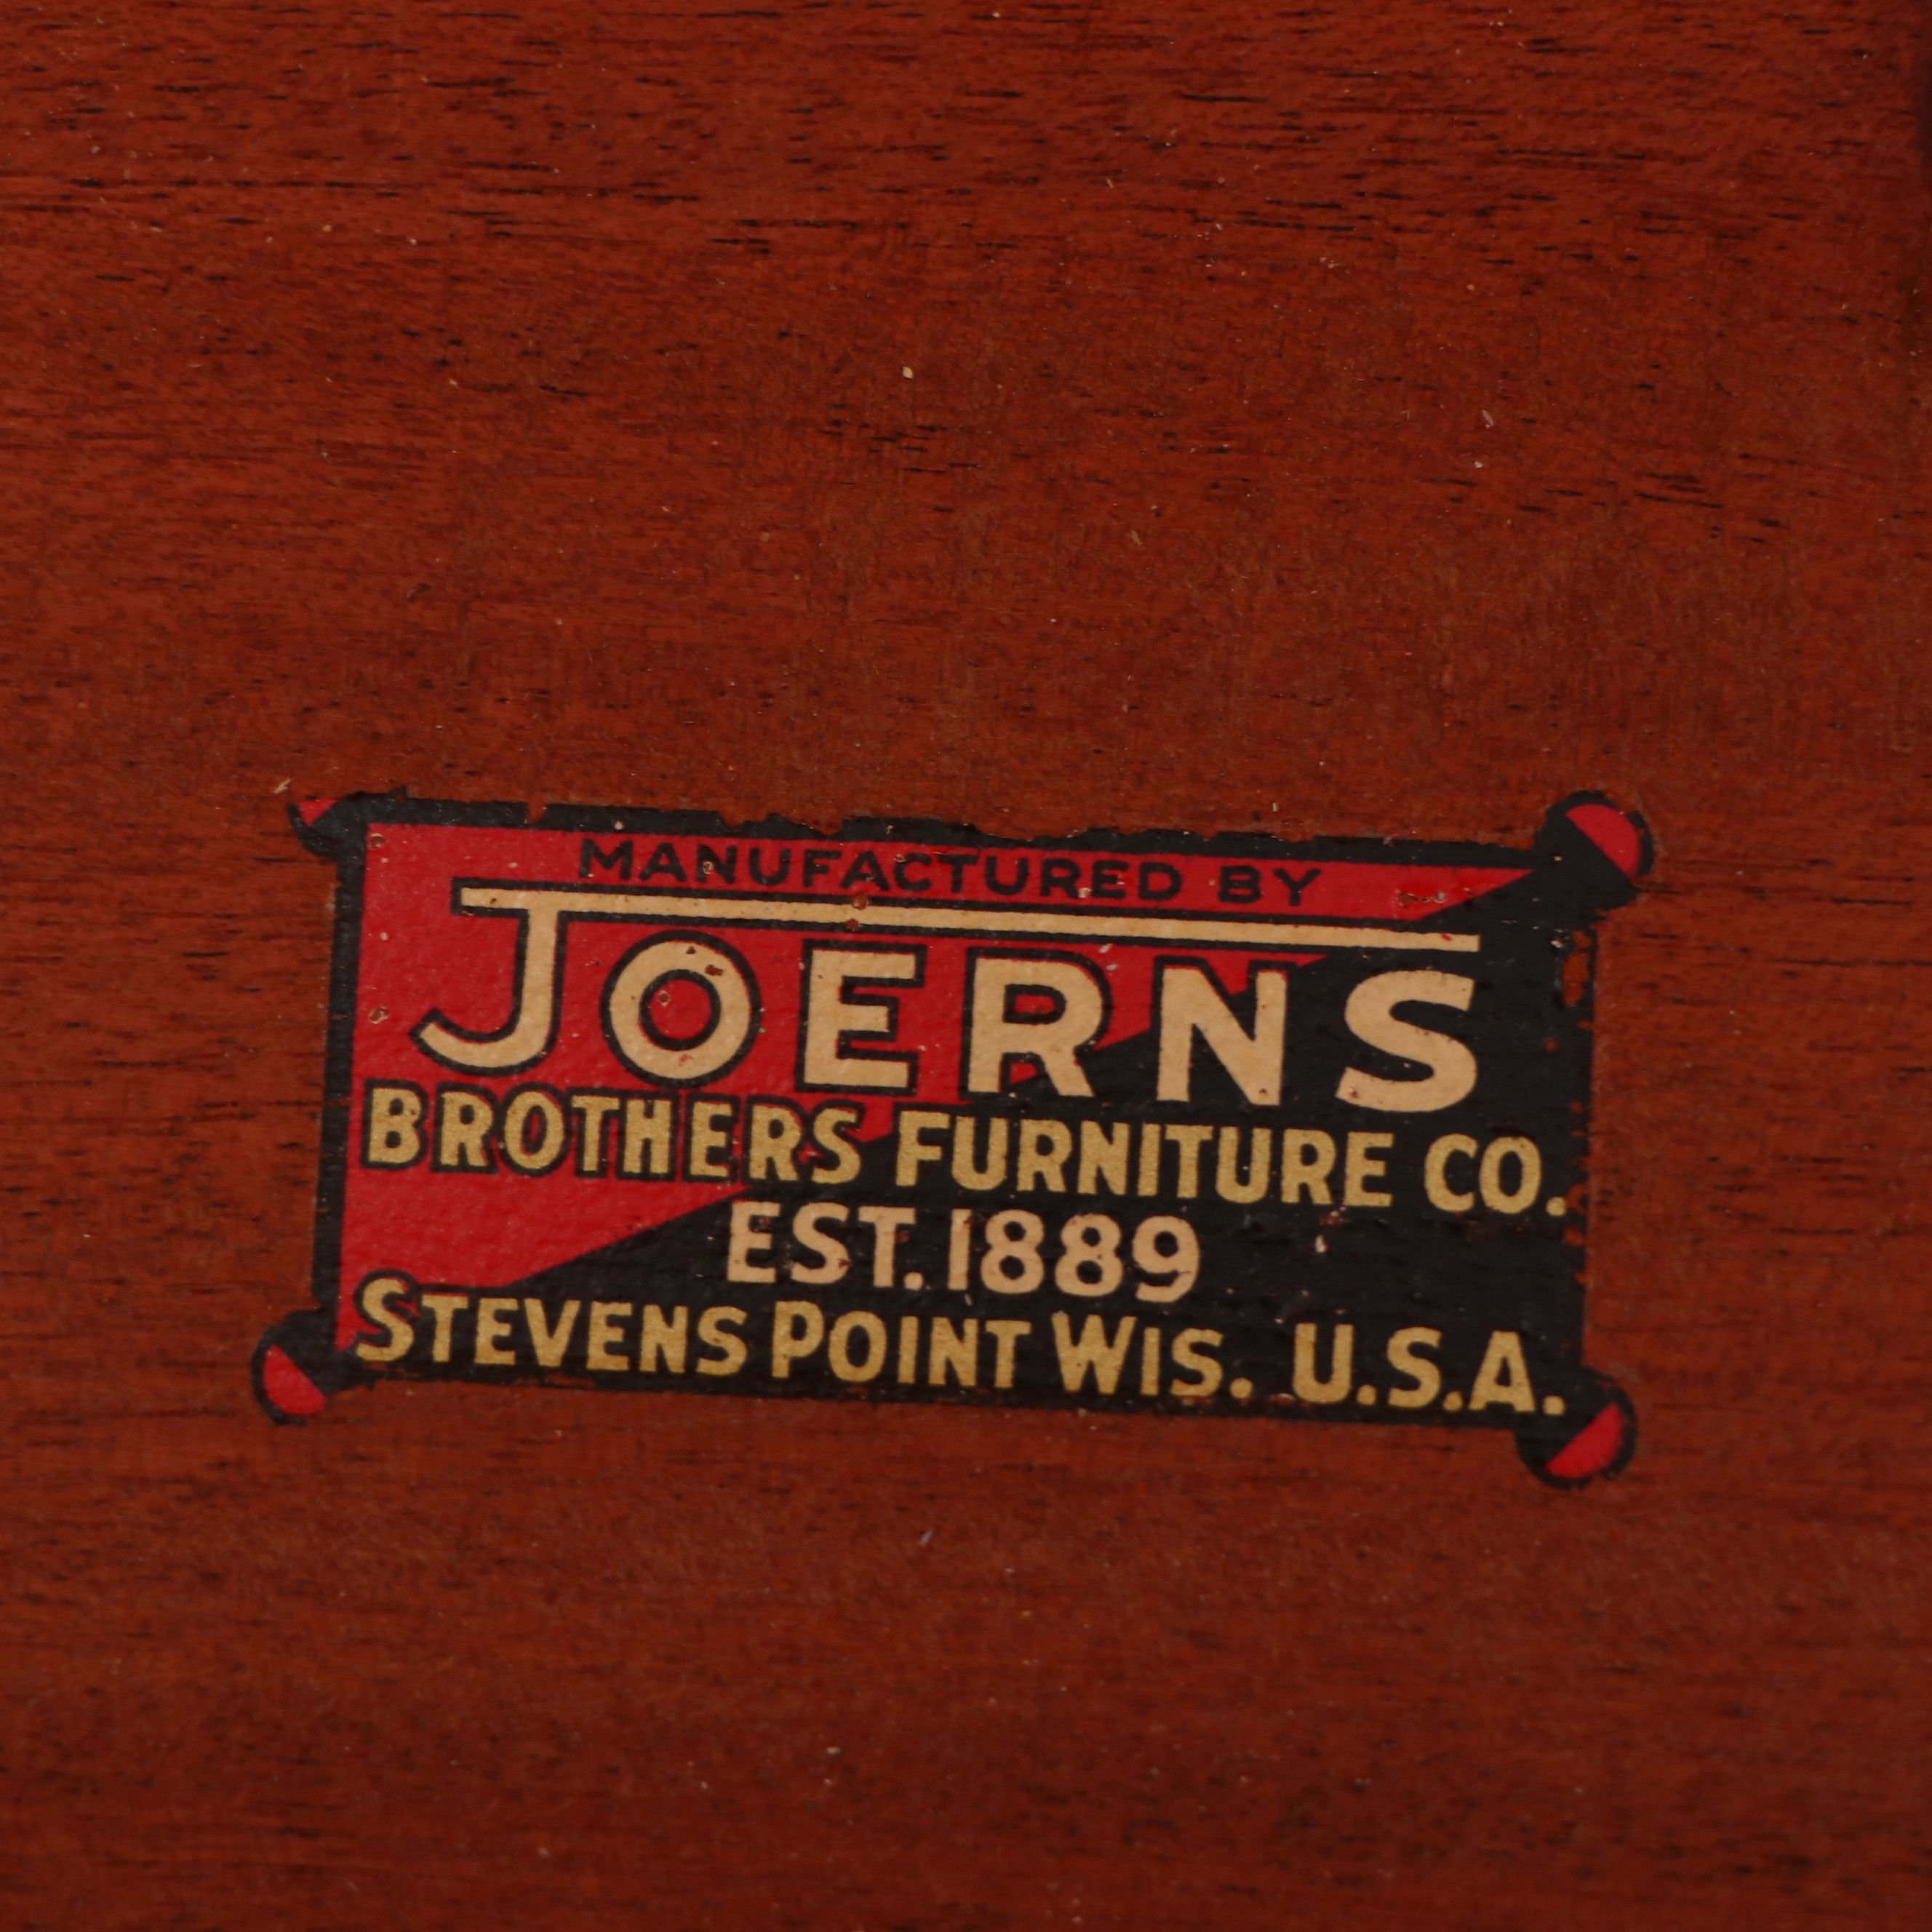 MANUFACTURED BY
JOERNS
BROTHERS FURNITURE CO.
EST. 1889
STEVENS POINT WIS. U.S.A.